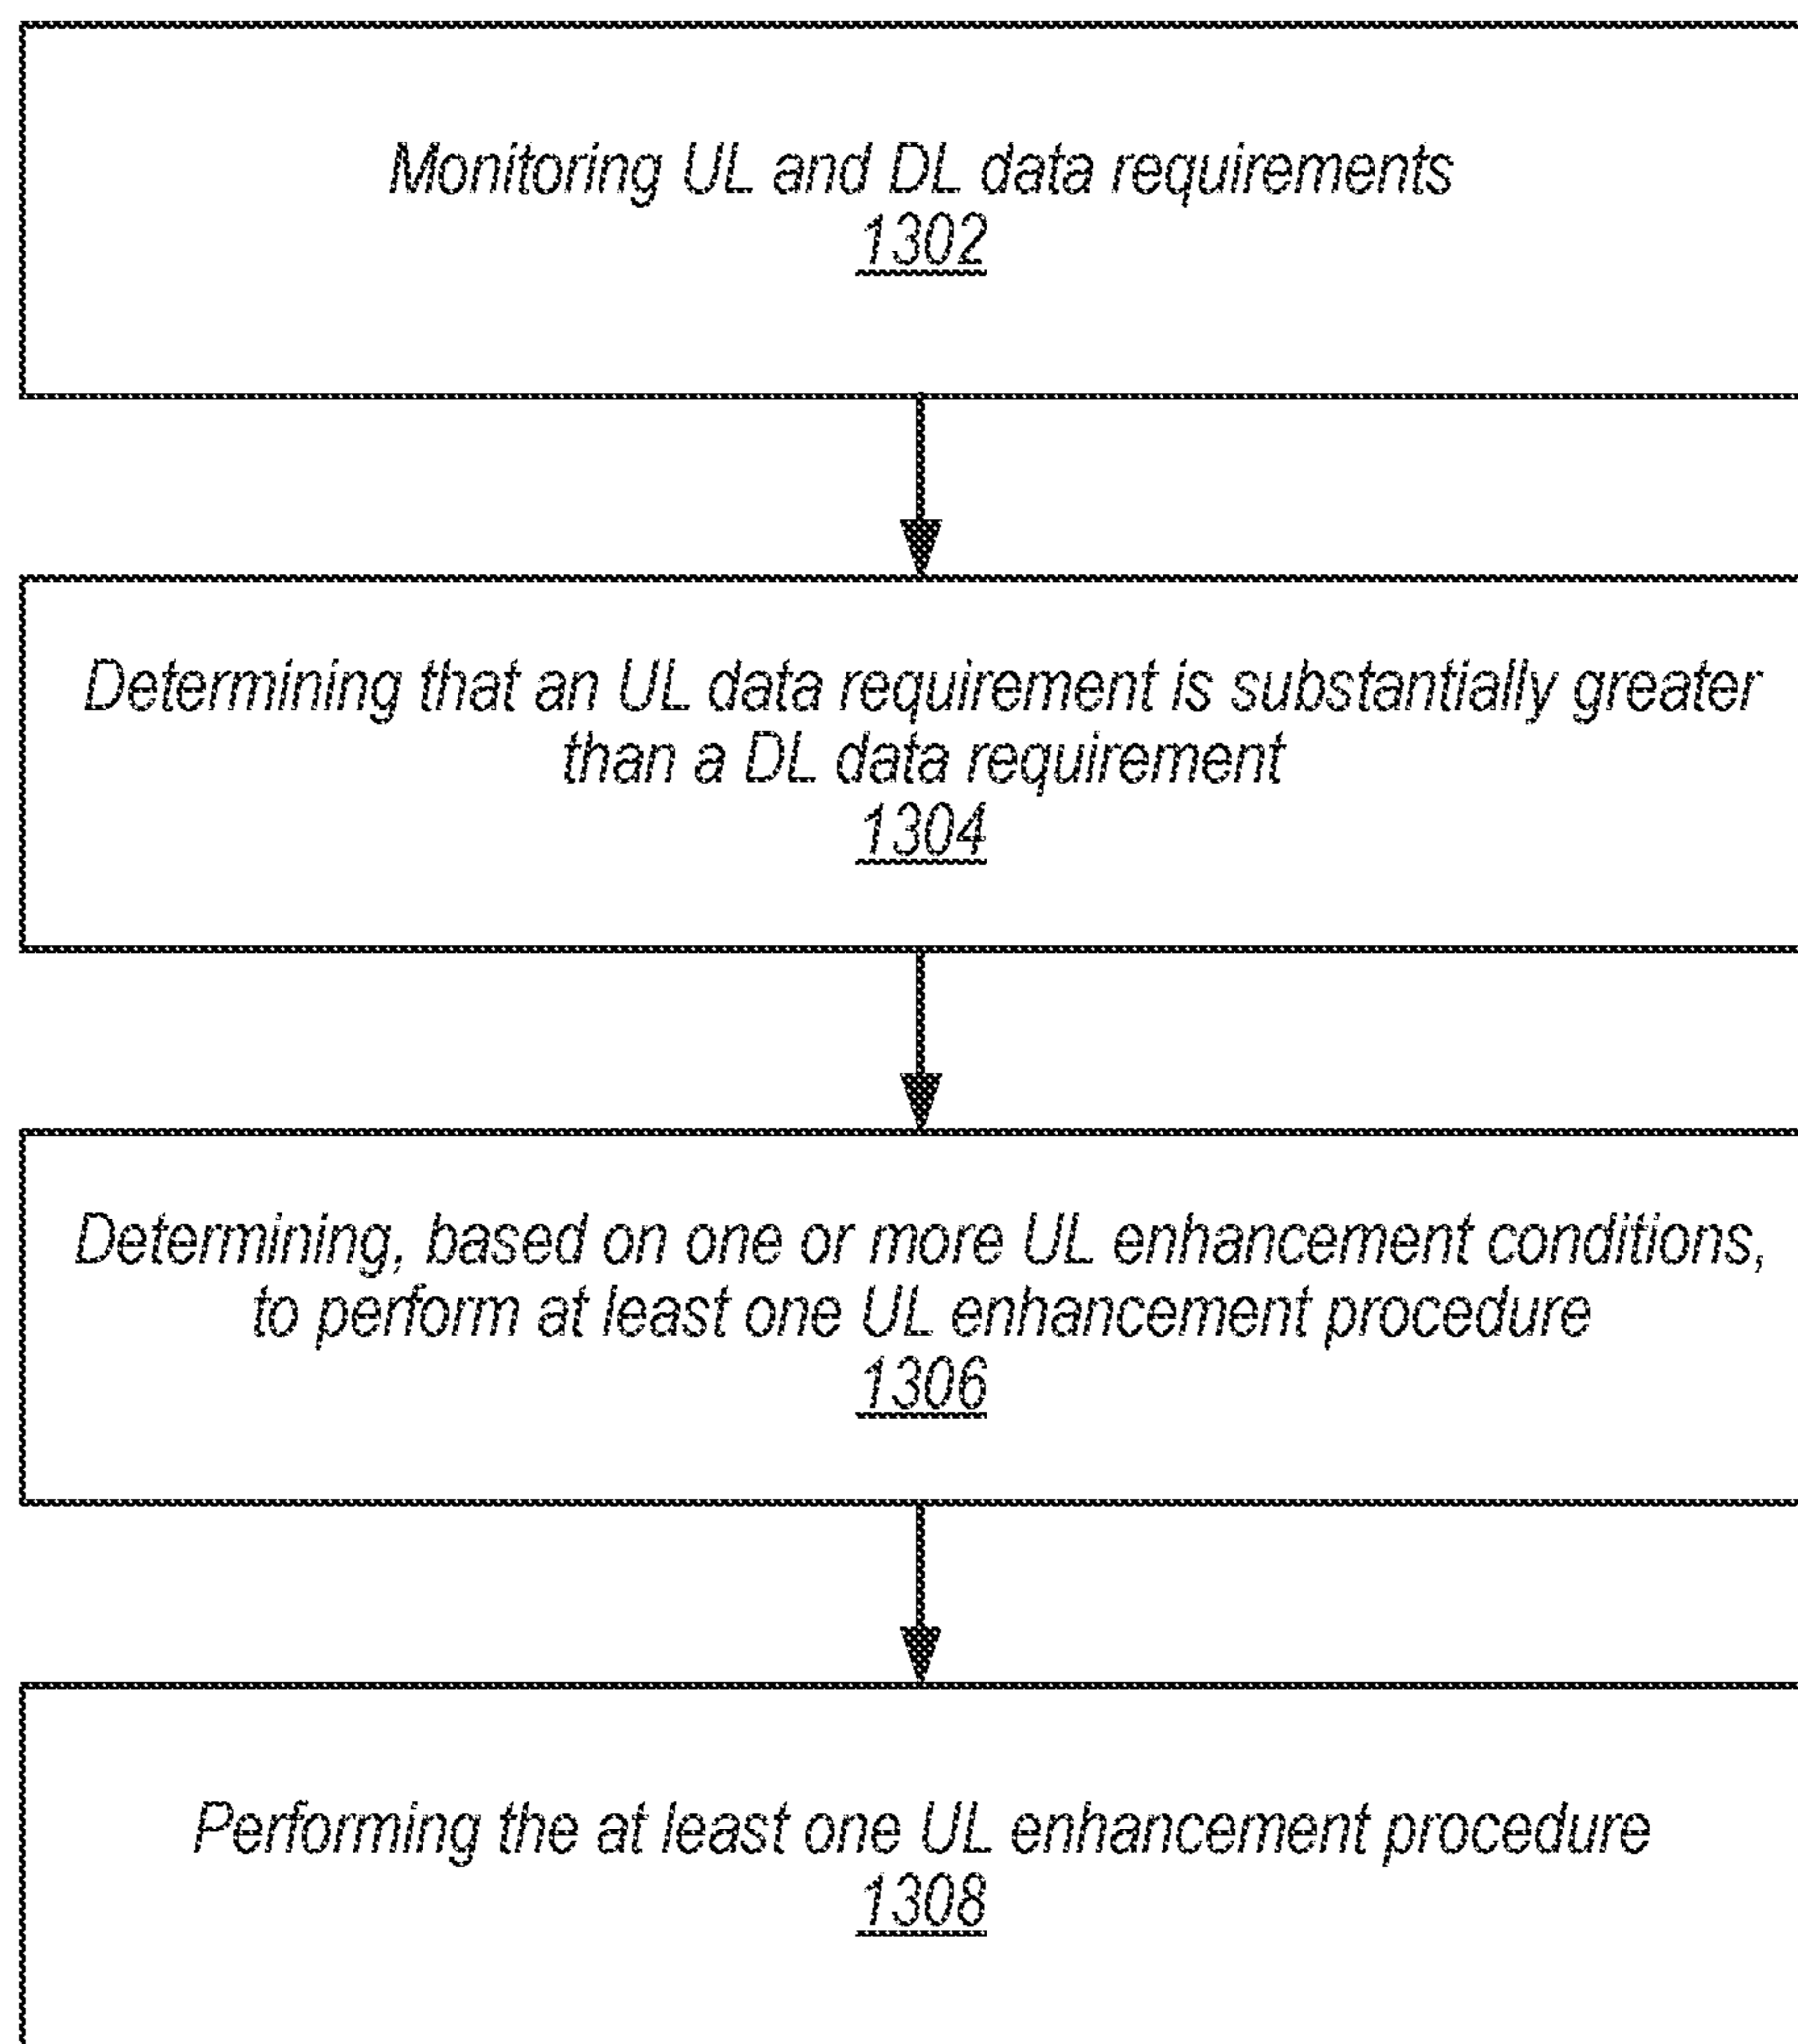 Monitoring UL and DL data requirements
1302
Determining that an UL data requirement is substantially greater
than a DL data requirement
1304
Determining, based on one or more UL enhancement conditions,
to perform at least one UL enhancement procedure
1306
Performing the at least one UL enhancement procedure
1308